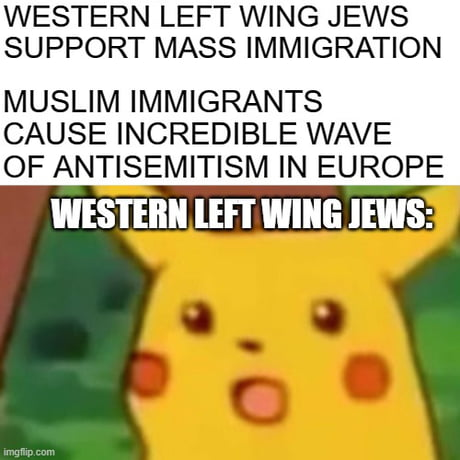 WESTERN LEFT WING JEWS
SUPPORT MASS IMMIGRATION
MUSLIM IMMIGRANTS
CAUSE INCREDIBLE WAVE
OF ANTISEMITISM IN EUROPE
WESTERN LEFT WING JEWS:
imgflip.com